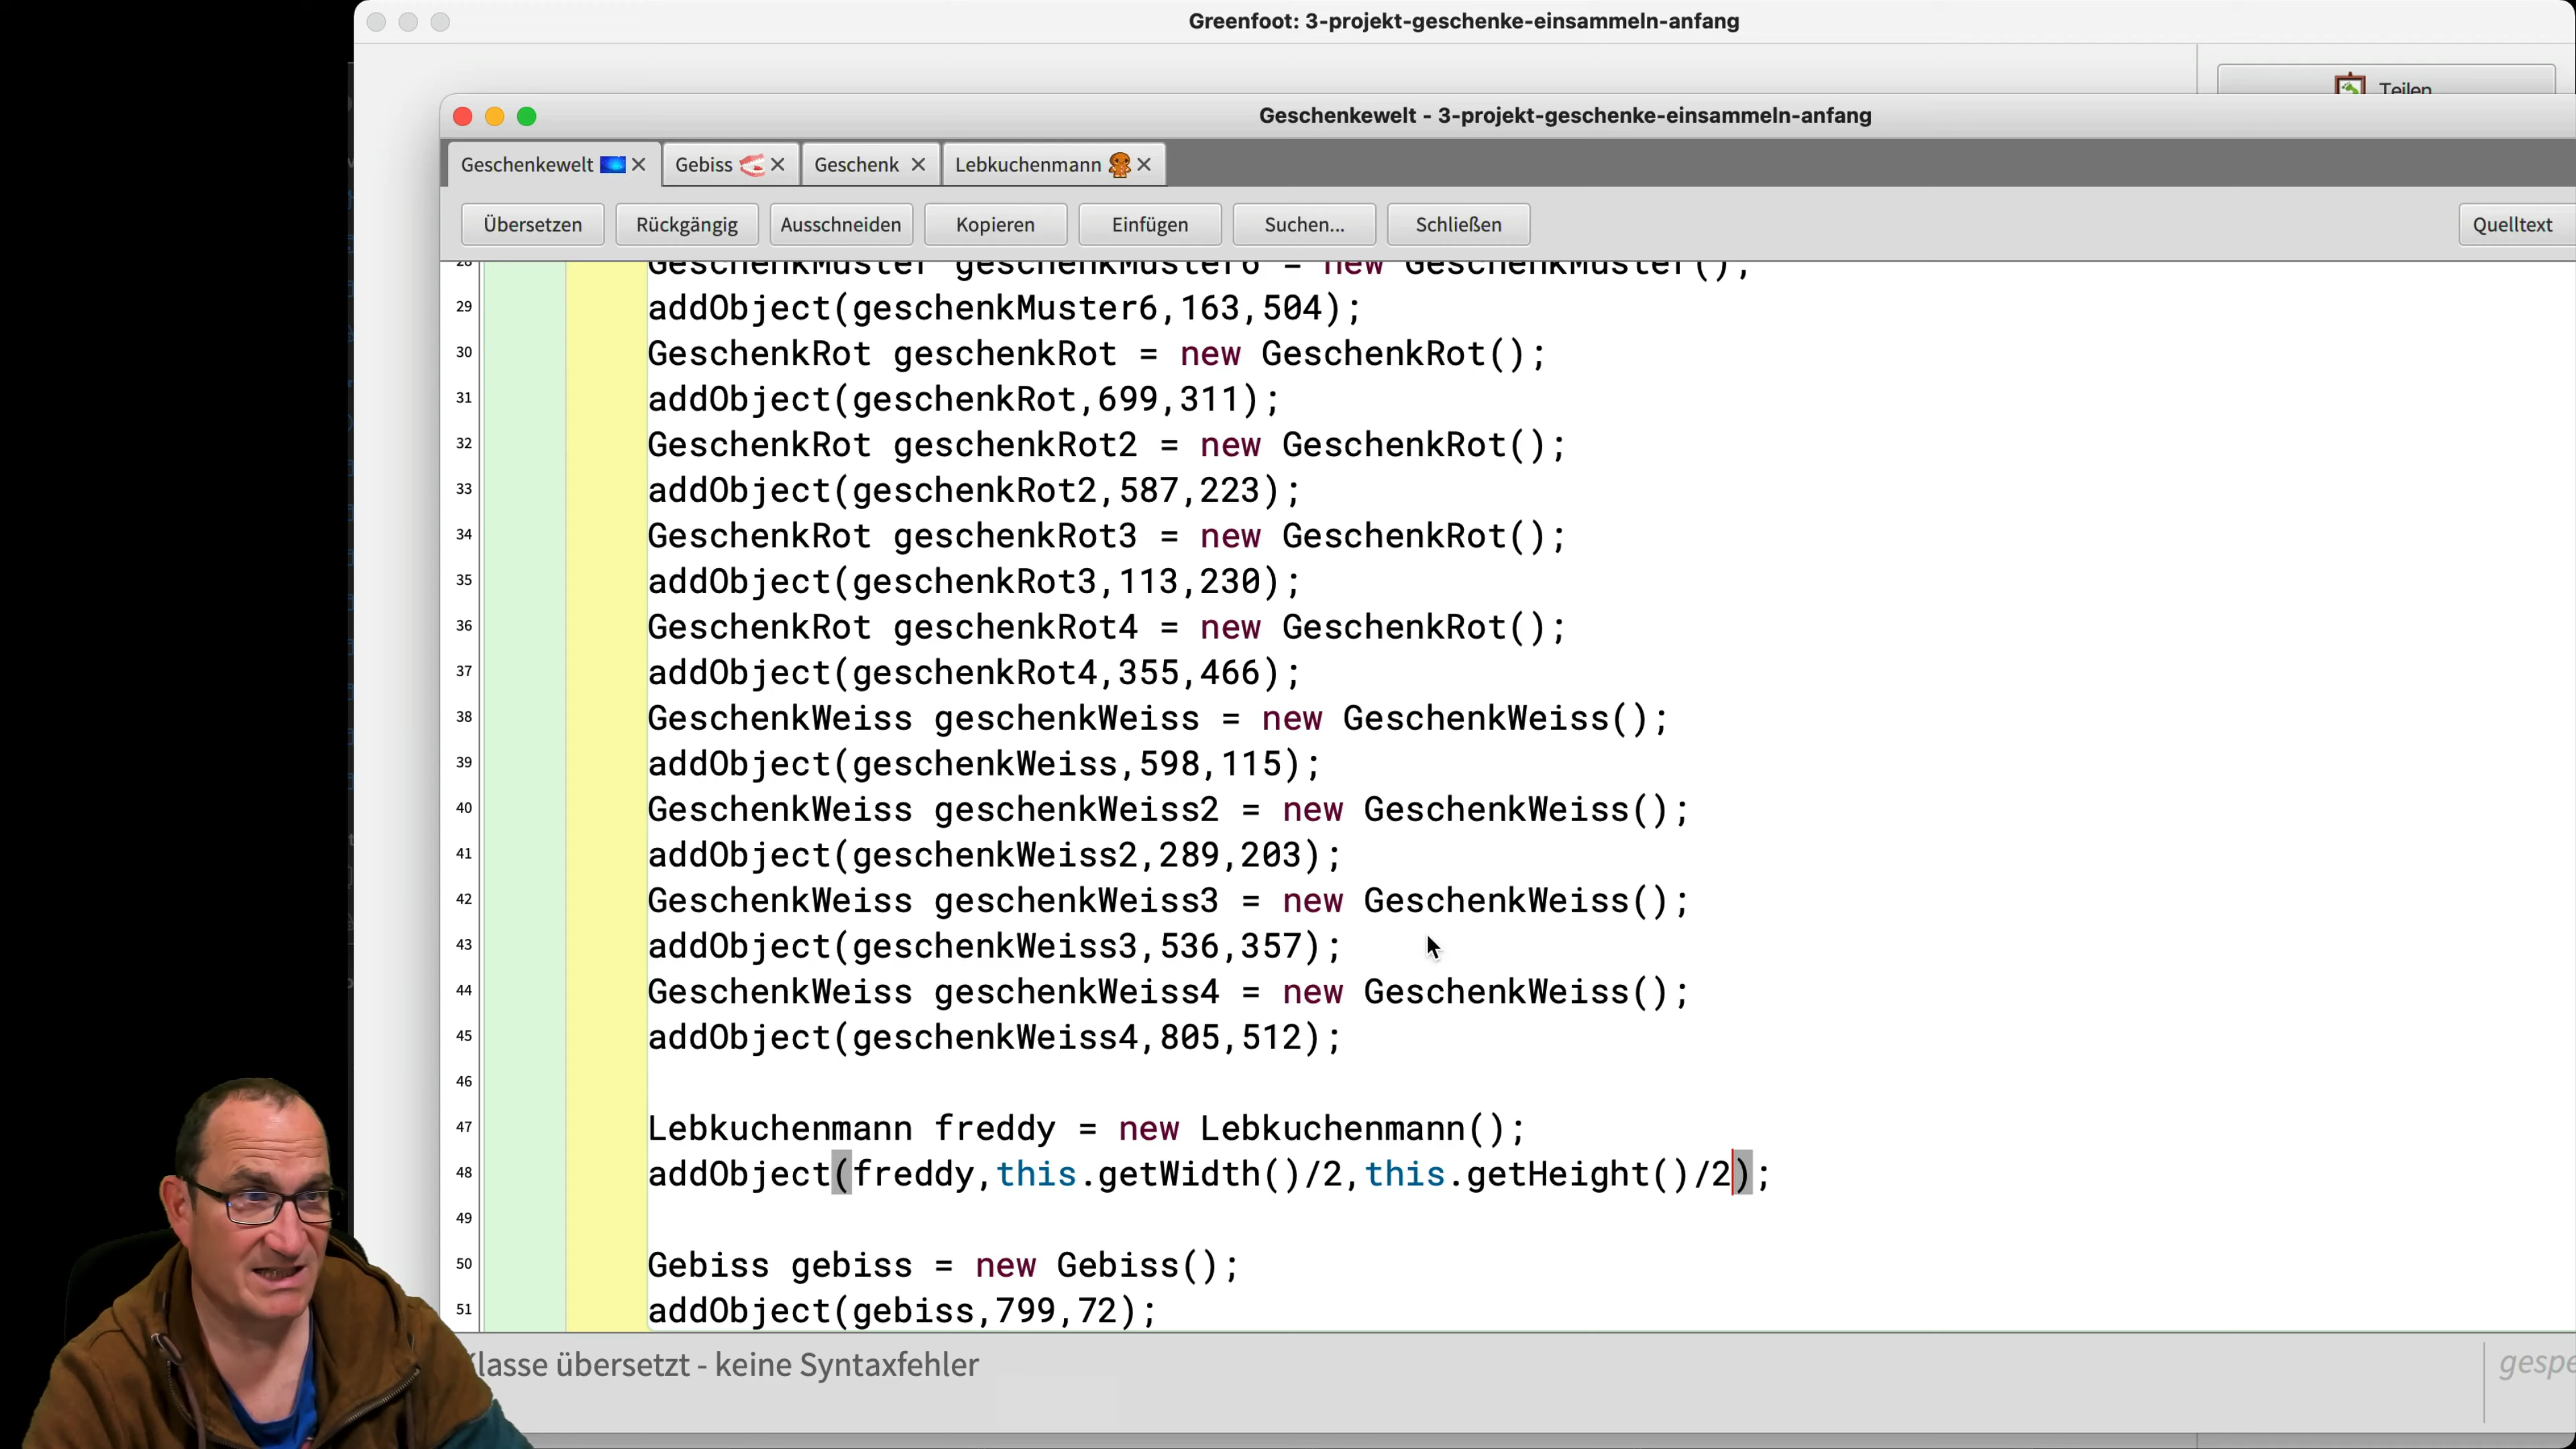 Greenfoot: 3-projekt-geschenke-einsammeln-anfang
Teilen
Geschenkewelt - 3-projekt-geschenke-einsammeln-anfang
Geschenkewelt Gebiss Geschenk Lebkuchenmann
Übersetzen Rückgängig Ausschneiden Kopieren Einfügen Suchen... Schließen Quelltext
28 GeschenkMuster geschenkMuster6 = new GeschenkMuster();
29 addObject(geschenkMuster6,163,504);
30 GeschenkRot geschenkRot = new GeschenkRot();
31 addObject(geschenkRot,699,311);
32 GeschenkRot geschenkRot2 = new GeschenkRot();
33 addObject(geschenkRot2,587,223);
34 GeschenkRot geschenkRot3 = new GeschenkRot();
35 addObject(geschenkRot3,113,230);
36 GeschenkRot geschenkRot4 = new GeschenkRot();
37 addObject(geschenkRot4,355,466);
38 GeschenkWeiss geschenkWeiss = new GeschenkWeiss();
39 addObject(geschenkWeiss,598,115);
40 GeschenkWeiss geschenkWeiss2 = new GeschenkWeiss();
41 addObject(geschenkWeiss2,289,203);
42 GeschenkWeiss geschenkWeiss3 = new GeschenkWeiss();
43 addObject(geschenkWeiss3,536,357);
44 GeschenkWeiss geschenkWeiss4 = new GeschenkWeiss();
45 addObject(geschenkWeiss4,805,512);
46
47 Lebkuchenmann freddy = new Lebkuchenmann();
48 addObject(freddy,this.getWidth()/2,this.getHeight()/2);
49
50 Gebiss gebiss = new Gebiss();
51 addObject(gebiss,799,72);
lasse übersetzt - keine Syntaxfehler
gespe